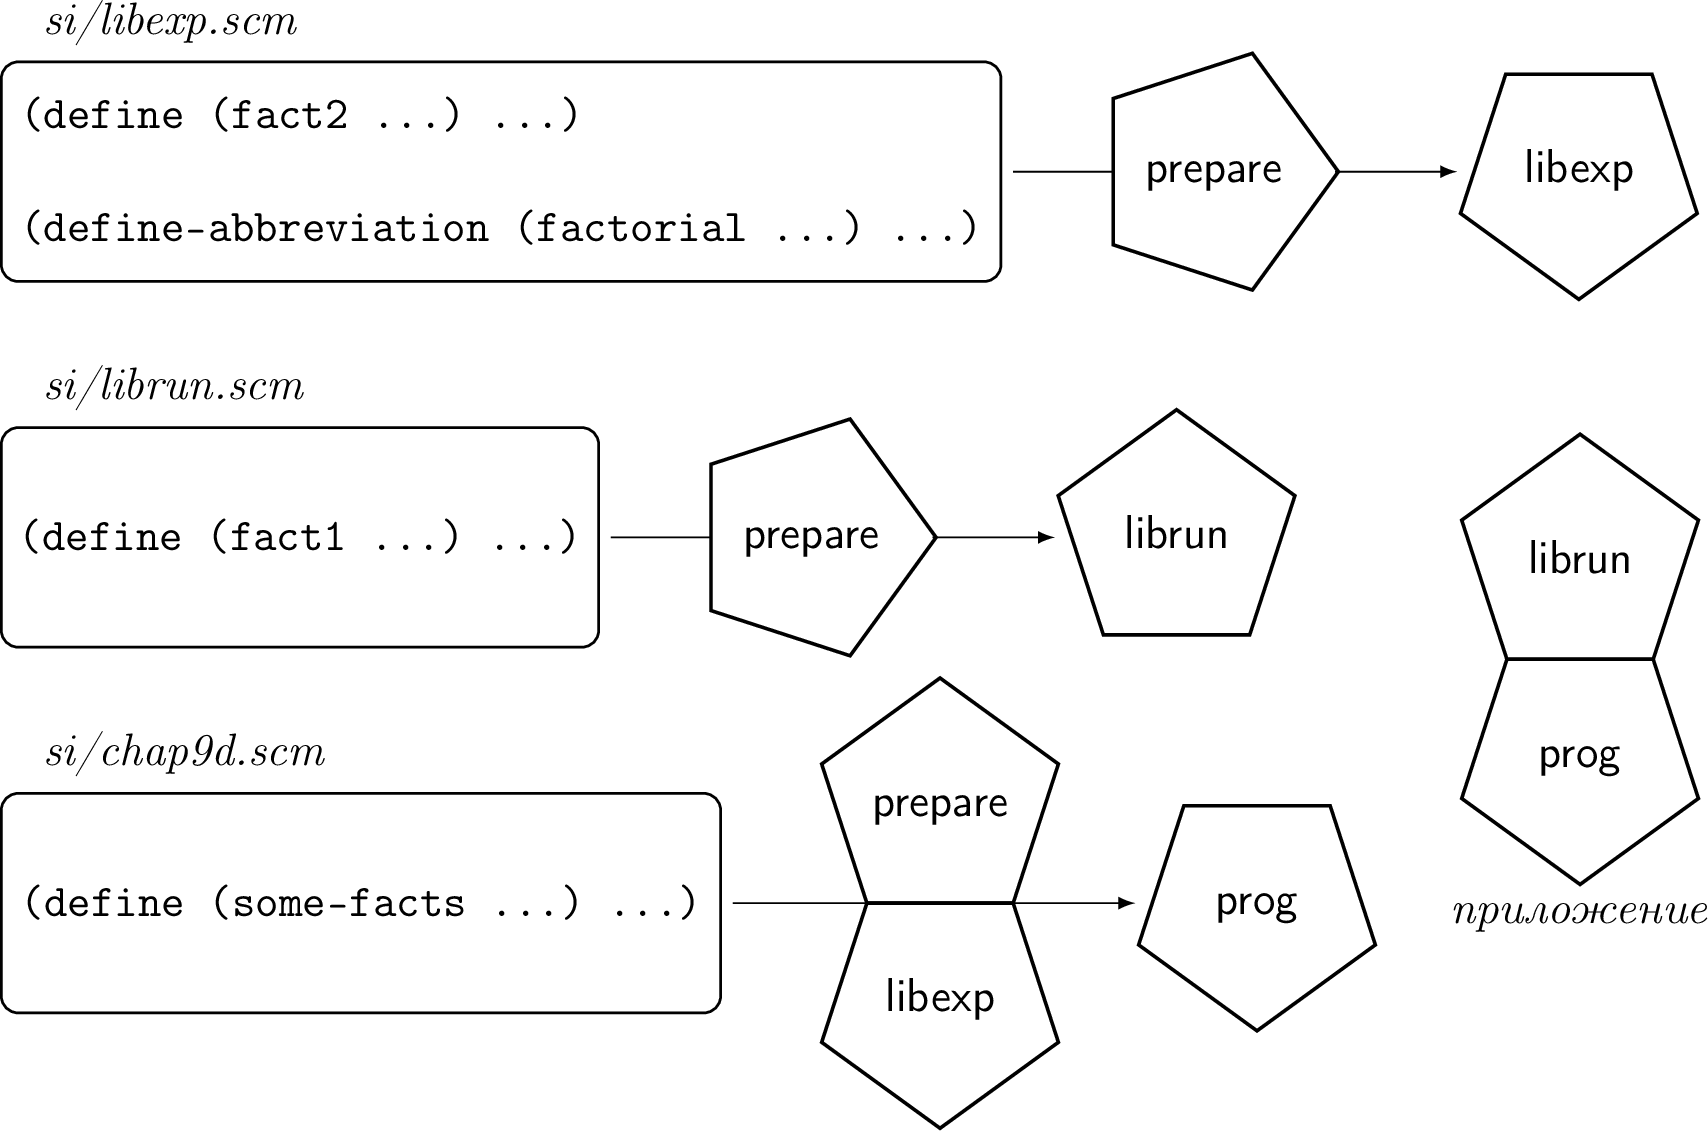 si/libexp.scm
(define (fact2 ...) ...)
(define-abbreviation (factorial ...) ...)
prepare
libexp
si/librun.scm
(define (fact1 ...) ...)
prepare
librun
librun
prog
приложение
si/chap9d.scm
(define (some-facts ...) ...)
prepare
libexp
prog